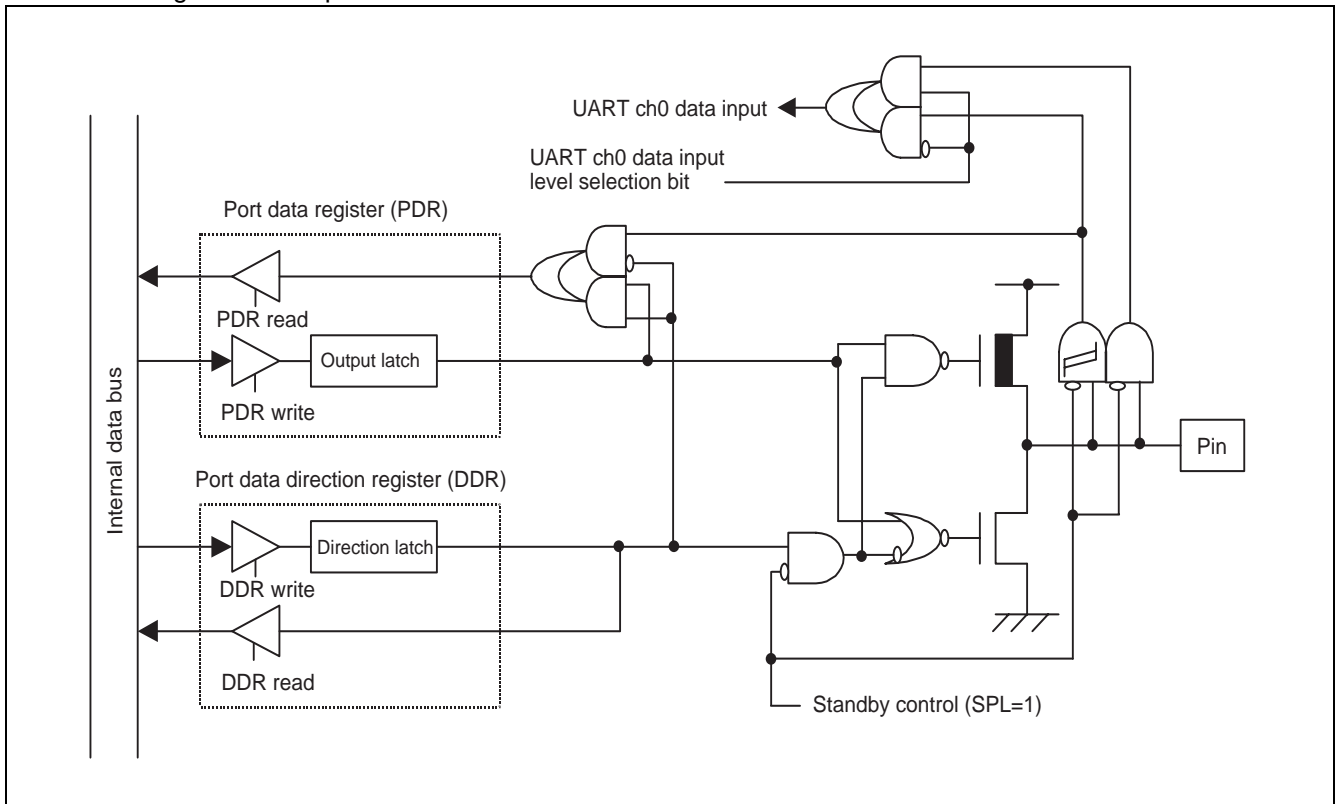 UART ch0 data input
UART ch0 data input
level selection bit
Port data register (PDR)
PDR read
Output latch
PDR write
Internal data bus
Pin
Port data direction register (DDR)
Direction latch
DDR write
DDR read
Standby control (SPL=1)